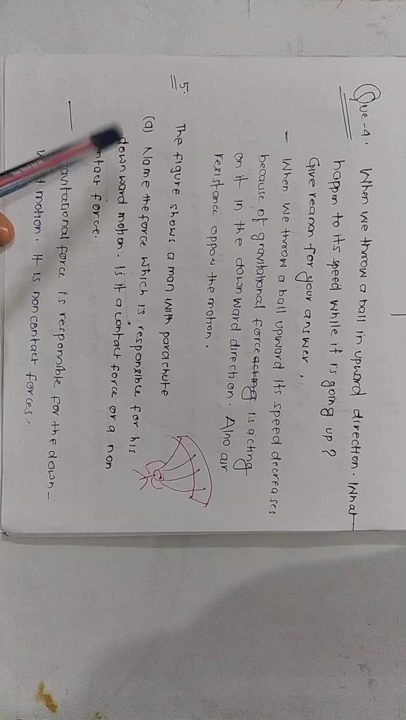 Que-4. When we throw a ball in upward direction. What
happen to its speed while it is going up?
Give reason for your answer.
- When we throw a ball upward its speed decreases
because of gravitational force acting is acting
on it in the downward direction. Also air
resistance oppose the motion.
5. The figure shows a man with parachute
(a) Name the force which is responsible for his
downward motion. Is it a contact force or a non
contact force.
gravitational force is responsible for the down-
ward motion. It is noncontact forces.